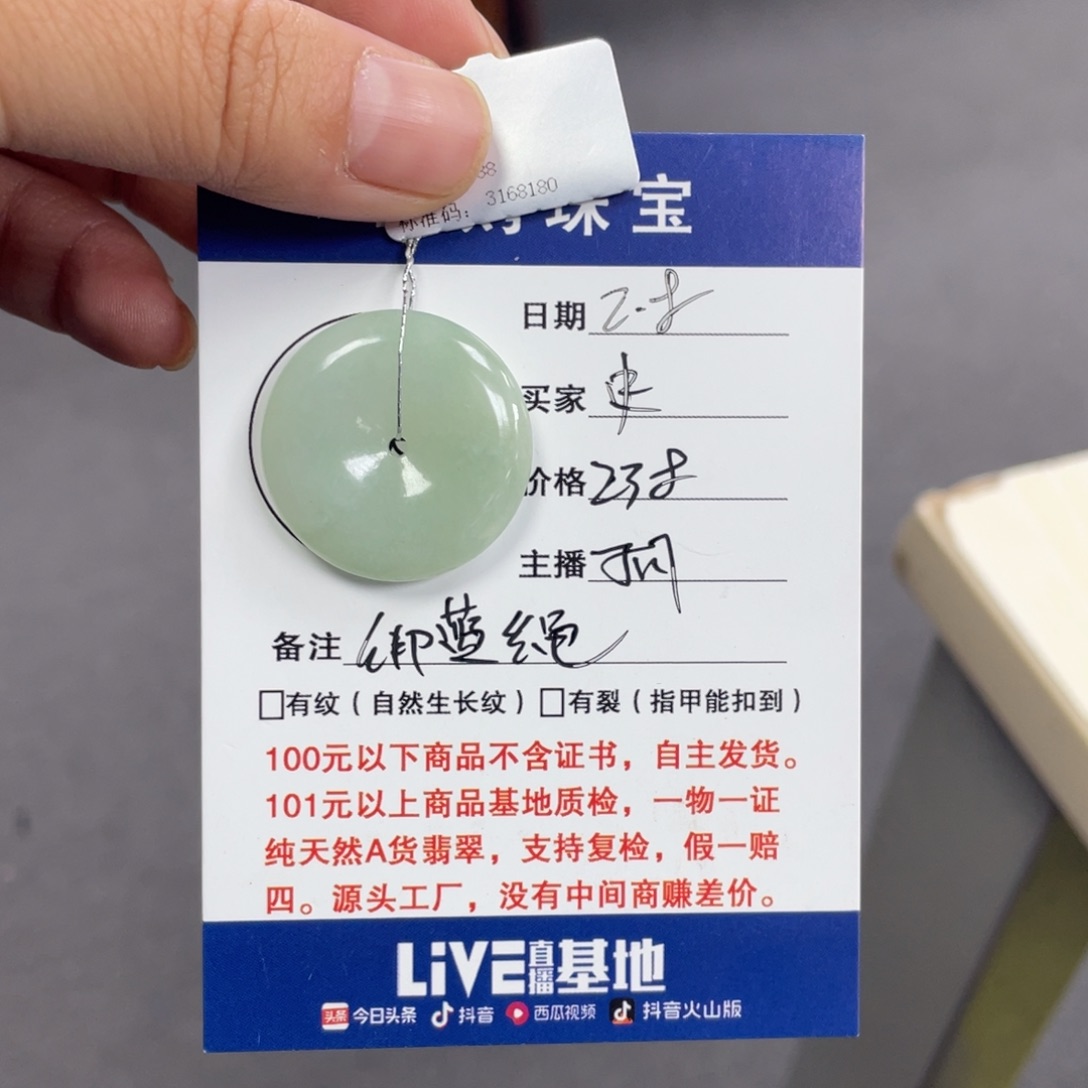 88
标准码：3168180
珠宝
日期 2.8
买家
价格 238
主播
备注 绑蓝绳
□有纹（自然生长纹）□有裂（指甲能扣到）
100元以下商品不含证书，自主发货。
101元以上商品基地质检，一物一证
纯天然A货翡翠，支持复检，假一赔
四。源头工厂，没有中间商赚差价。
LiVE直播基地
头条 今日头条 抖音 西瓜视频 抖音火山版